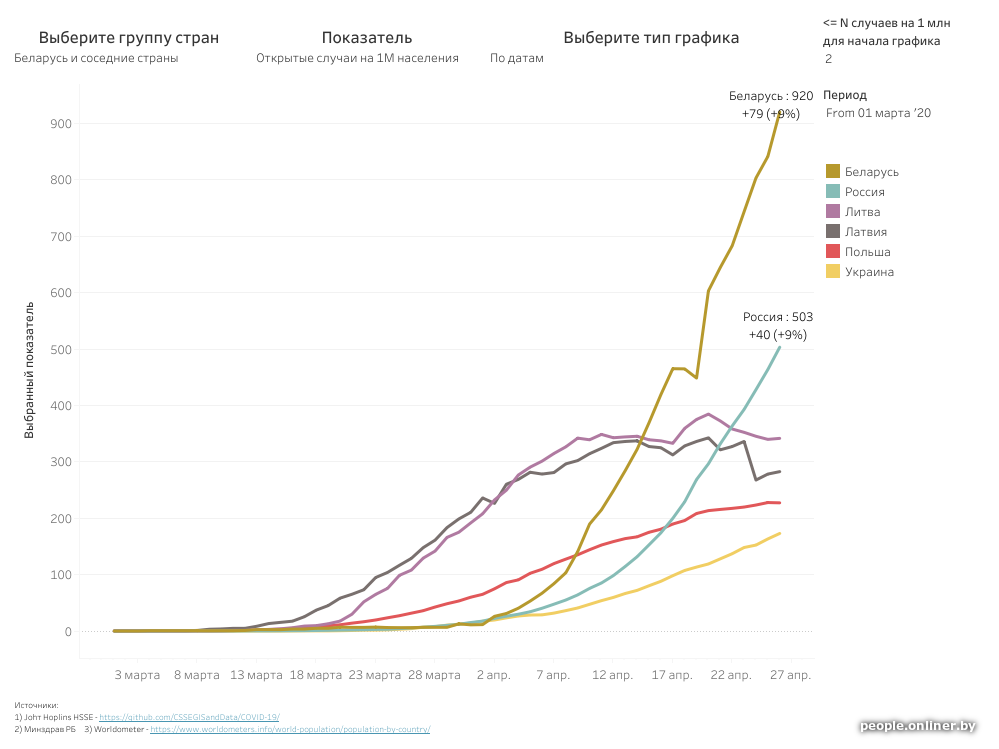 Выберите группу стран
Беларусь и соседние страны
Показатель
Открытые случаи на 1М населения
Выберите тип графика
По датам
<= N случаев на 1 млн
для начала графика
2
Период
From 01 марта '20
Беларусь
Россия
Литва
Латвия
Польша
Украина
Беларусь : 920
+79 (+9%)
Россия : 503
+40 (+9%)
Выбранный показатель
900
800
700
600
500
400
300
200
100
0
3 марта 8 марта 13 марта 18 марта 23 марта 28 марта 2 апр. 7 апр. 12 апр. 17 апр. 22 апр. 27 апр.
Источники:
1) Joһт Hoplins HSSE - https://github.com/CSSEGISandData/COVID-19/
2) Минздрав РБ 3) Worldometer - https://www.worldometers.info/world-population/population-by-country/
people.onliner.by